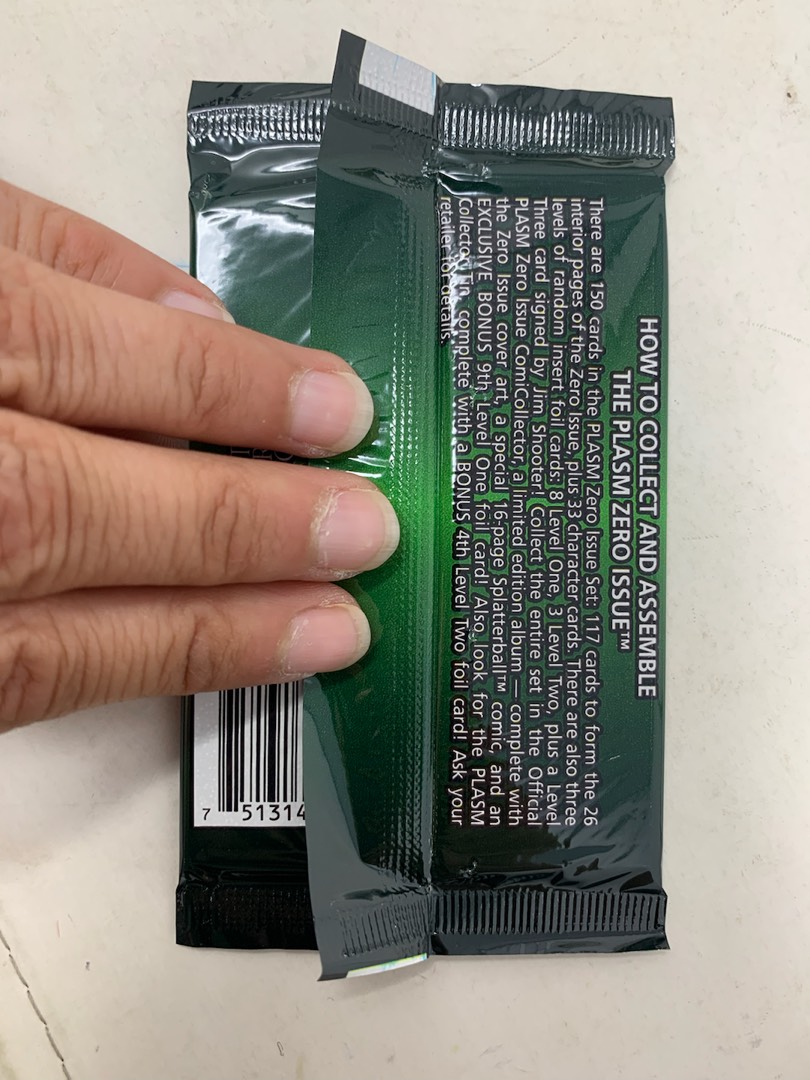 HOW TO COLLECT AND ASSEMBLE
THE PLASM ZERO ISSUE™
There are 150 cards in the PLASM Zero Issue Set: 117 cards to form the 26
interior pages of the Zero Issue, plus 33 character cards. There are also three
levels of random insert foil cards: 8 Level One, 3 Level Two, plus a Level
Three card signed by Jim Shooter! Collect the entire set in the Official
PLASM Zero Issue ComiCollector, a limited edition album — complete with
the Zero Issue cover art, a special 16-page Splatterball™ comic, and an
EXCLUSIVE BONUS 9th Level One foil card! Also, look for the PLASM
Collector Tin, complete with a BONUS 4th Level Two foil card! Ask your
retailer for details.
7 51314